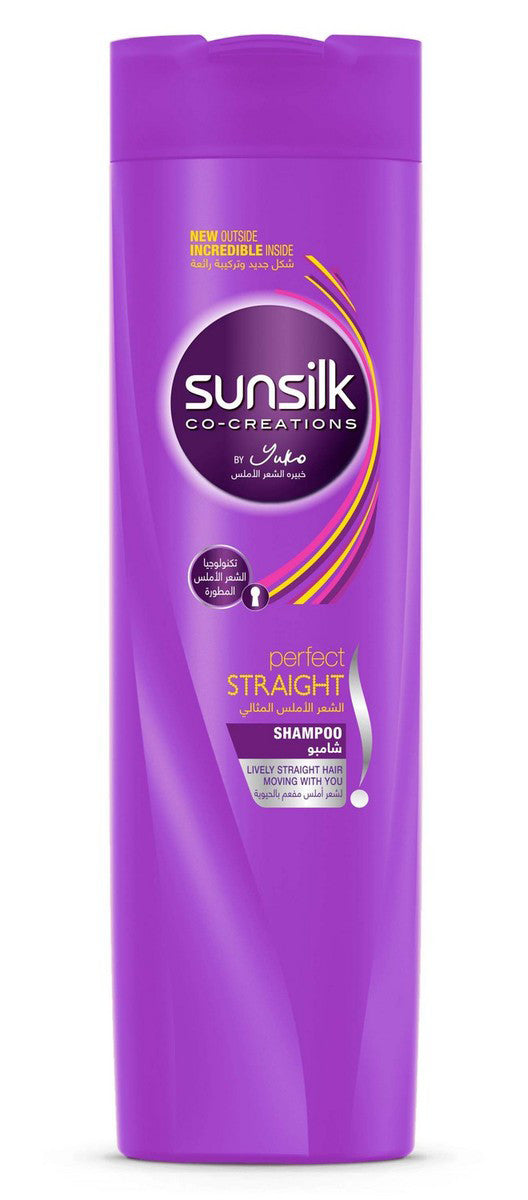 NEW OUTSIDE
INCREDIBLE INSIDE
شكل جديد وتركيبة رائعة
sunsilk
CO-CREATIONS
BY Yuko
خبيره الشعر الأملس
تكنولوجيا
الشعر الأملس
المطورة
perfect
STRAIGHT
الشعر الأملس المثالي
SHAMPOO
شامبو
LIVELY STRAIGHT HAIR
MOVING WITH YOU
لشعر أملس مفعم بالحيوية